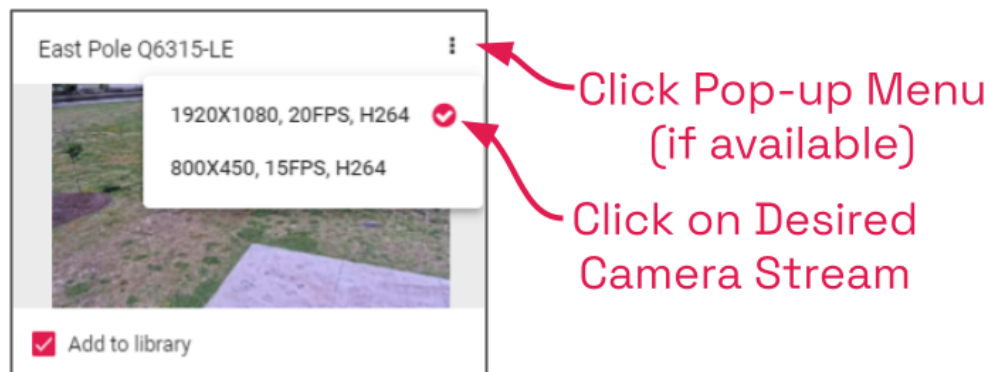 East Pole Q6315-LE
1920X1080, 20FPS, H264
800X450, 15FPS, H264
Add to library
Click Pop-up Menu
(if available)
Click on Desired
Camera Stream